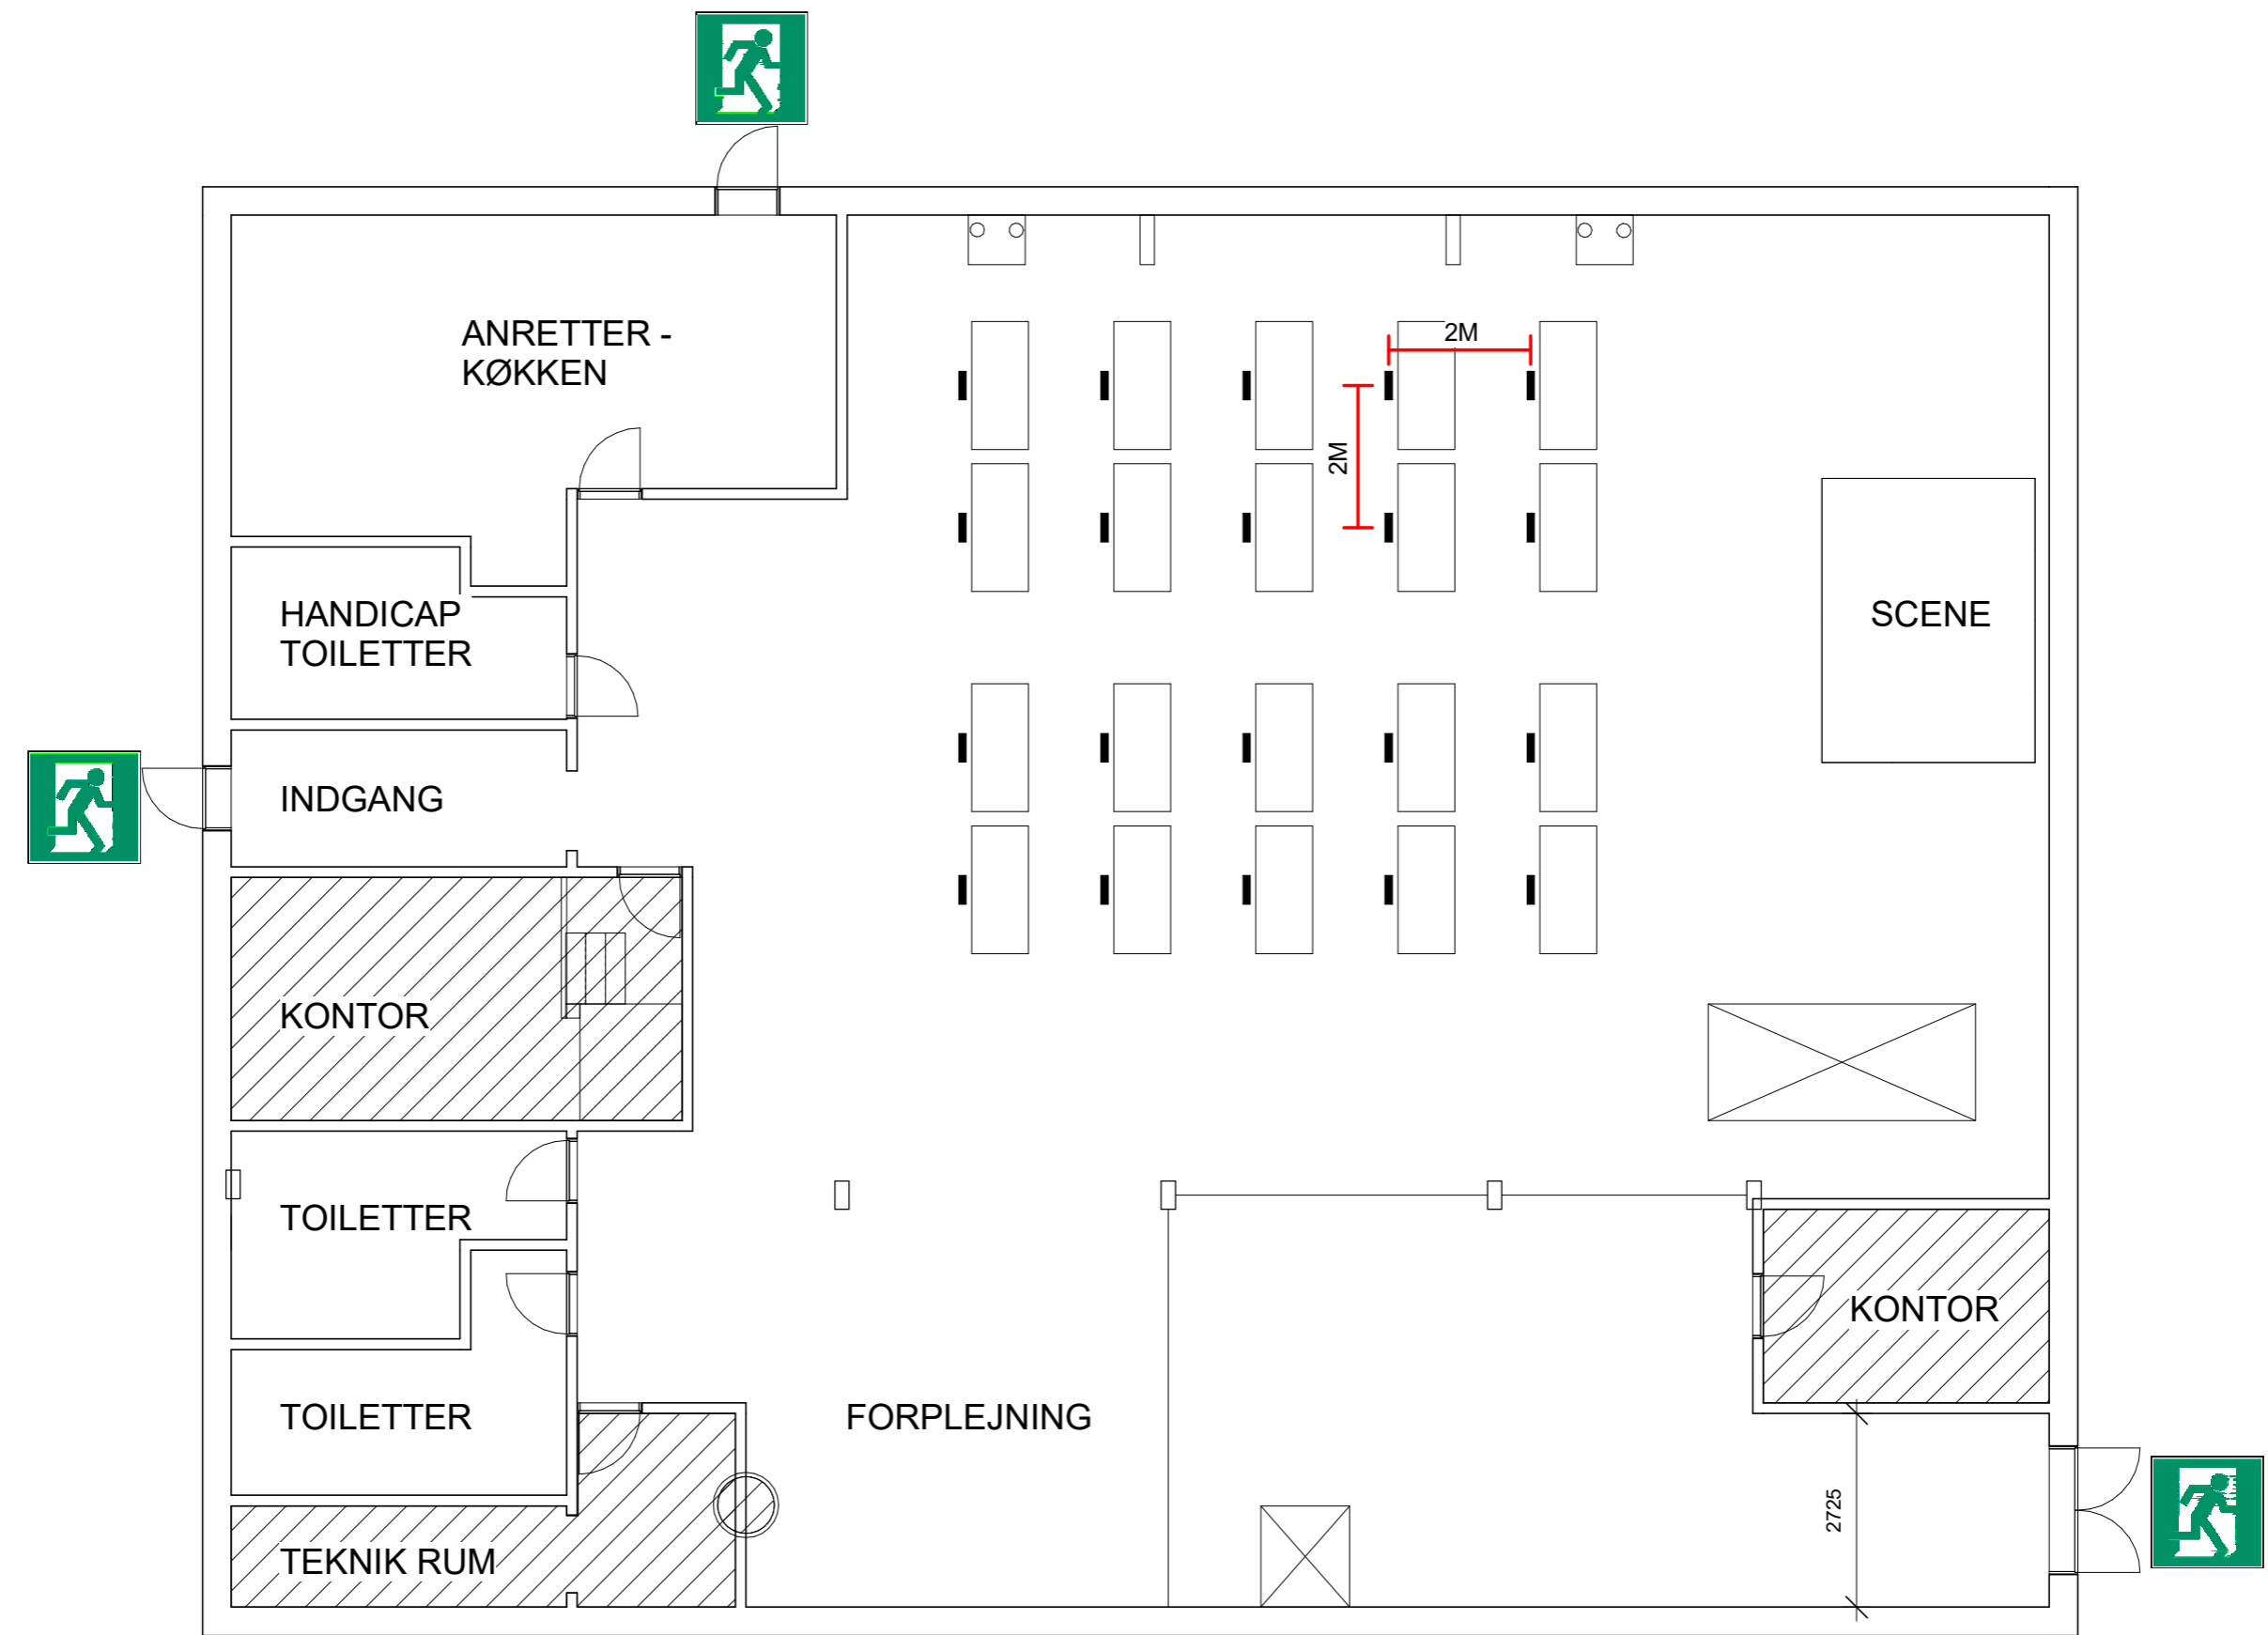 2M
ANRETTER -
KØKKEN
2M
HANDICAP
TOILETTER
SCENE
INDGANG
KONTOR
TOILETTER
KONTOR
TOILETTER
FORPLEJNING
2725
TEKNIK RUM